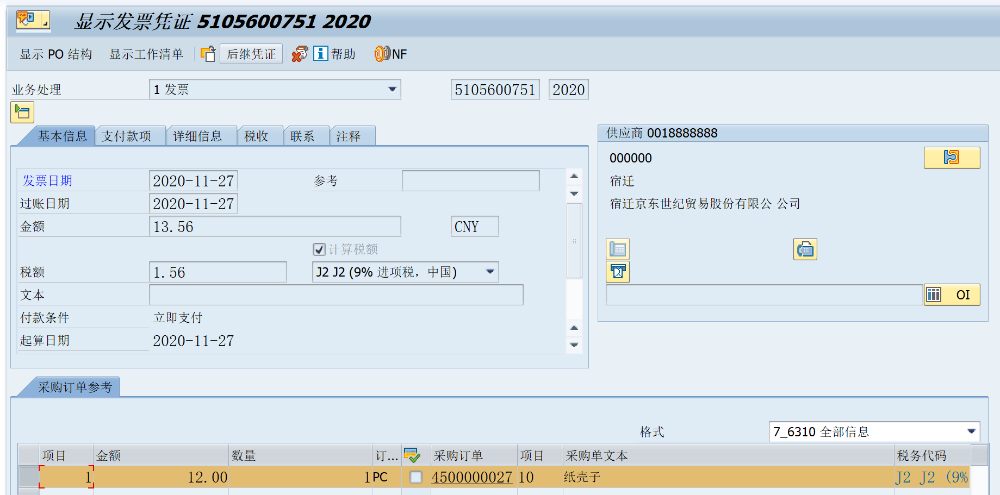 显示发票凭证 5105600751 2020
显示 PO 结构 显示工作清单 后继凭证 帮助 NF
业务处理 1 发票 5105600751 2020
基本信息 支付款项 详细信息 税收 联系 注释
发票日期 2020-11-27 参考
过账日期 2020-11-27
金额 13.56 CNY
计算税额
税额 1.56 J2 J2 (9% 进项税，中国)
文本
付款条件 立即支付
起算日期 2020-11-27
供应商 0018888888
000000
宿迁
宿迁京东世纪贸易股份有限公 公司
OI
采购订单参考
格式 7_6310 全部信息
项目 金额 数量 订... 采购订单 项目 采购单文本 税务代码
1 12.00 1 PC 4500000027 10 纸壳子 J2 J2 (9%